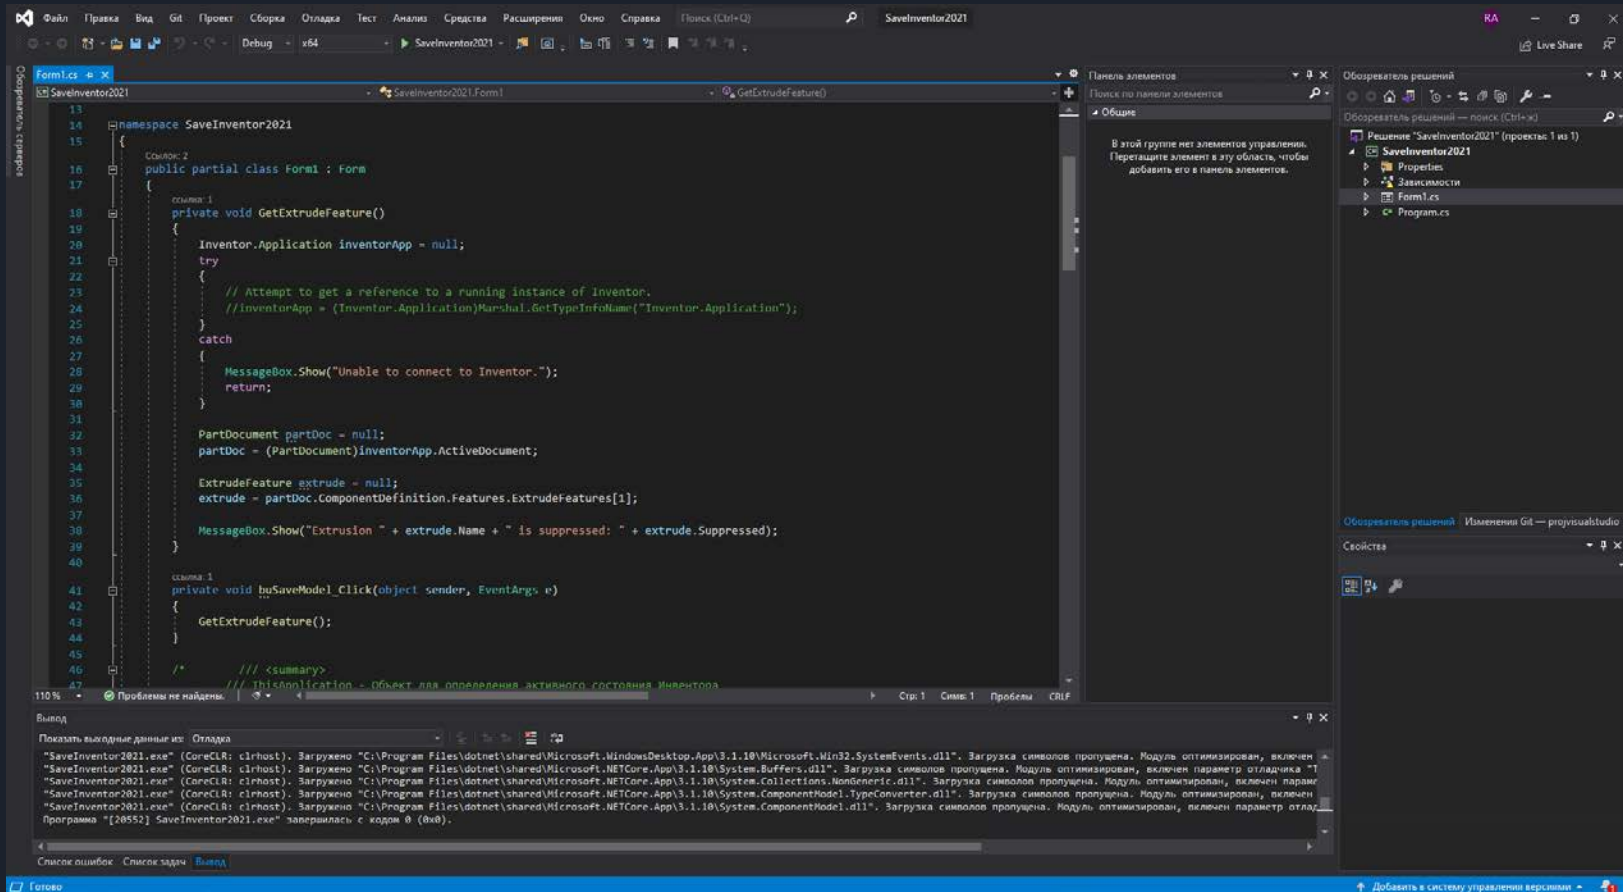 Файл Правка Вид Git Проект Сборка Отладка Тест Анализ Средства Расширения Окно Справка Поиск (Ctrl+Q) SaveInventor2021 RA
Debug x64 SaveInventor2021 Live Share
Обозреватель серверов
Form1.cs
SaveInventor2021 SaveInventor2021.Form1 GetExtrudeFeature()
13
14 namespace SaveInventor2021
15 {
Ссылок: 2
16 public partial class Form1 : Form
17 {
ссылка: 1
18 private void GetExtrudeFeature()
19 {
20 Inventor.Application inventorApp = null;
21 try
22 {
23 // Attempt to get a reference to a running instance of Inventor.
24 //inventorApp = (Inventor.Application)Marshal.GetTypeInfoName("Inventor.Application");
25 }
26 catch
27 {
28 MessageBox.Show("Unable to connect to Inventor.");
29 return;
30 }
31
32 PartDocument partDoc = null;
33 partDoc = (PartDocument)inventorApp.ActiveDocument;
34
35 ExtrudeFeature extrude = null;
36 extrude = partDoc.ComponentDefinition.Features.ExtrudeFeatures[1];
37
38 MessageBox.Show("Extrusion " + extrude.Name + " is suppressed: " + extrude.Suppressed);
39 }
40
ссылка: 1
41 private void buSaveModel_Click(object sender, EventArgs e)
42 {
43 GetExtrudeFeature();
44 }
45
46 /* /// <summary>
47 /// ThisApplication - Объект для определения активного состояния Инвентора
110 % Проблемы не найдены. Стр: 1 Симв: 1 Пробелы CRLF
Панель элементов
Поиск по панели элементов
Общие
В этой группе нет элементов управления.
Перетащите элемент в эту область, чтобы
добавить его в панель элементов.
Обозреватель решений
Обозреватель решений — поиск (Ctrl+ж)
Решение "SaveInventor2021" (проекты: 1 из 1)
SaveInventor2021
Properties
Зависимости
Form1.cs
C# Program.cs
Обозреватель решений Изменения Git — projvisualstudio
Свойства
Вывод
Показать выходные данные из: Отладка
"SaveInventor2021.exe" (CoreCLR: clrhost). Загружено "C:\Program Files\dotnet\shared\Microsoft.WindowsDesktop.App\3.1.10\Microsoft.Win32.SystemEvents.dll". Загрузка символов пропущена. Модуль оптимизирован, включен
"SaveInventor2021.exe" (CoreCLR: clrhost). Загружено "C:\Program Files\dotnet\shared\Microsoft.NETCore.App\3.1.10\System.Buffers.dll". Загрузка символов пропущена. Модуль оптимизирован, включен параметр отладчика "Т
"SaveInventor2021.exe" (CoreCLR: clrhost). Загружено "C:\Program Files\dotnet\shared\Microsoft.NETCore.App\3.1.10\System.Collections.NonGeneric.dll". Загрузка символов пропущена. Модуль оптимизирован, включен параме
"SaveInventor2021.exe" (CoreCLR: clrhost). Загружено "C:\Program Files\dotnet\shared\Microsoft.NETCore.App\3.1.10\System.ComponentModel.TypeConverter.dll". Загрузка символов пропущена. Модуль оптимизирован, включен
"SaveInventor2021.exe" (CoreCLR: clrhost). Загружено "C:\Program Files\dotnet\shared\Microsoft.NETCore.App\3.1.10\System.ComponentModel.dll". Загрузка символов пропущена. Модуль оптимизирован, включен параметр отлад
Программа "[20552] SaveInventor2021.exe" завершилась с кодом 0 (0x0).
Список ошибок Список задач Вывод
Готово Добавить в систему управления версиями 1